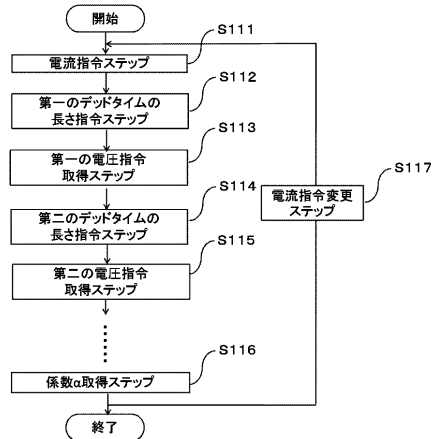 開始
S111
電流指令ステップ
S112
第一のデッドタイムの
長さ指令ステップ
S113
第一の電圧指令
取得ステップ
S114
第二のデッドタイムの
長さ指令ステップ
S115
第二の電圧指令
取得ステップ
S116
係数α取得ステップ
S117
電流指令変更
ステップ
終了